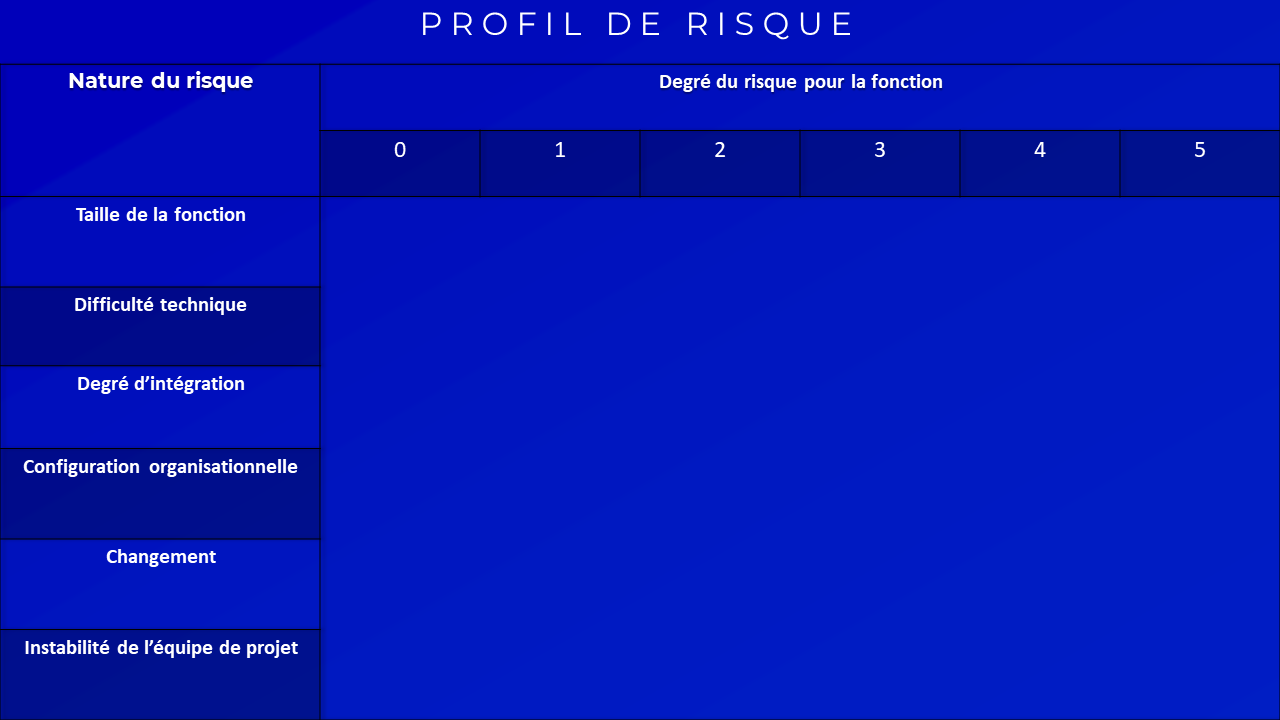 PROFIL DE RISQUE
Nature du risque
Degré du risque pour la fonction
0 1 2 3 4 5
Taille de la fonction
Difficulté technique
Degré d’intégration
Configuration organisationnelle
Changement
Instabilité de l’équipe de projet